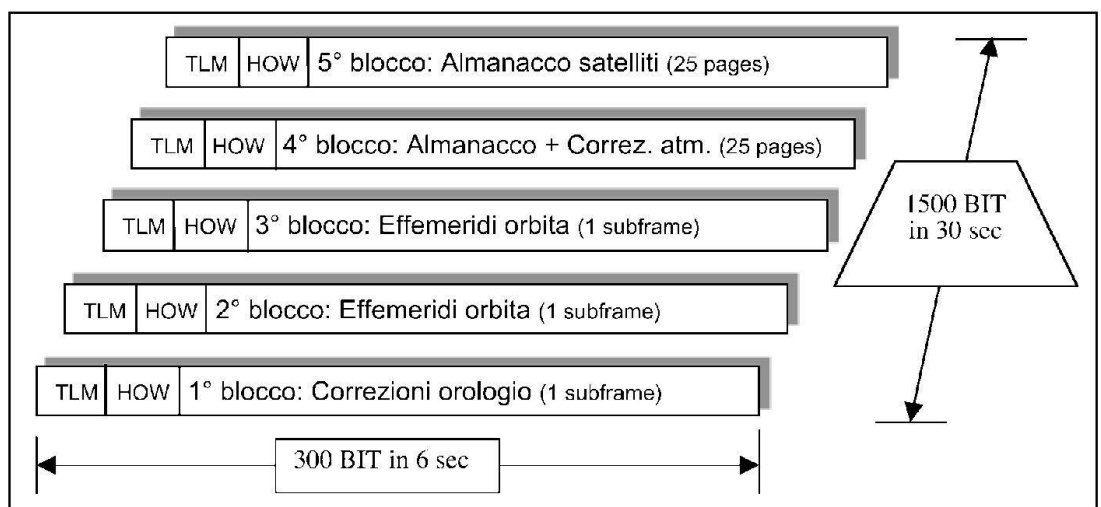 TLM HOW 5° blocco: Almanacco satelliti (25 pages)
TLM HOW 4° blocco: Almanacco + Correz. atm. (25 pages)
TLM HOW 3° blocco: Effemeridi orbita (1 subframe)
TLM HOW 2° blocco: Effemeridi orbita (1 subframe)
TLM HOW 1° blocco: Correzioni orologio (1 subframe)
1500 BIT
in 30 sec
300 BIT in 6 sec